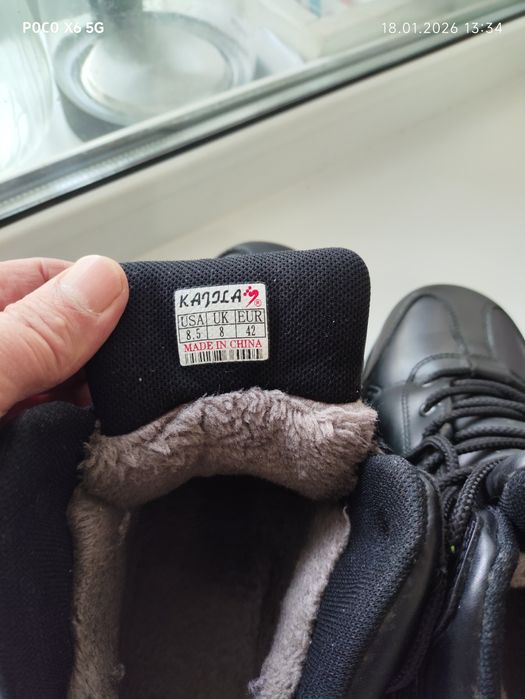 POCO X6 5G
18.01.2026 13:34
KAJILA ®
USA UK EUR
8.5 8 42
MADE IN CHINA